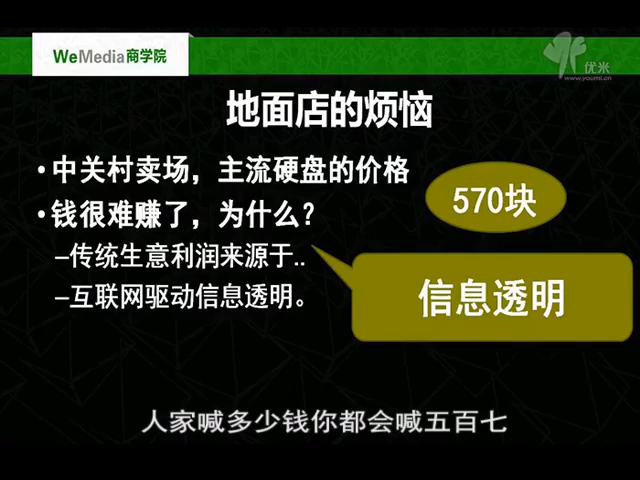 WeMedia商学院
优米
www.youmi.cn
地面店的烦恼
•中关村卖场，主流硬盘的价格
570块
•钱很难赚了，为什么？
–传统生意利润来源于..
–互联网驱动信息透明。
信息透明
人家喊多少钱你都会喊五百七